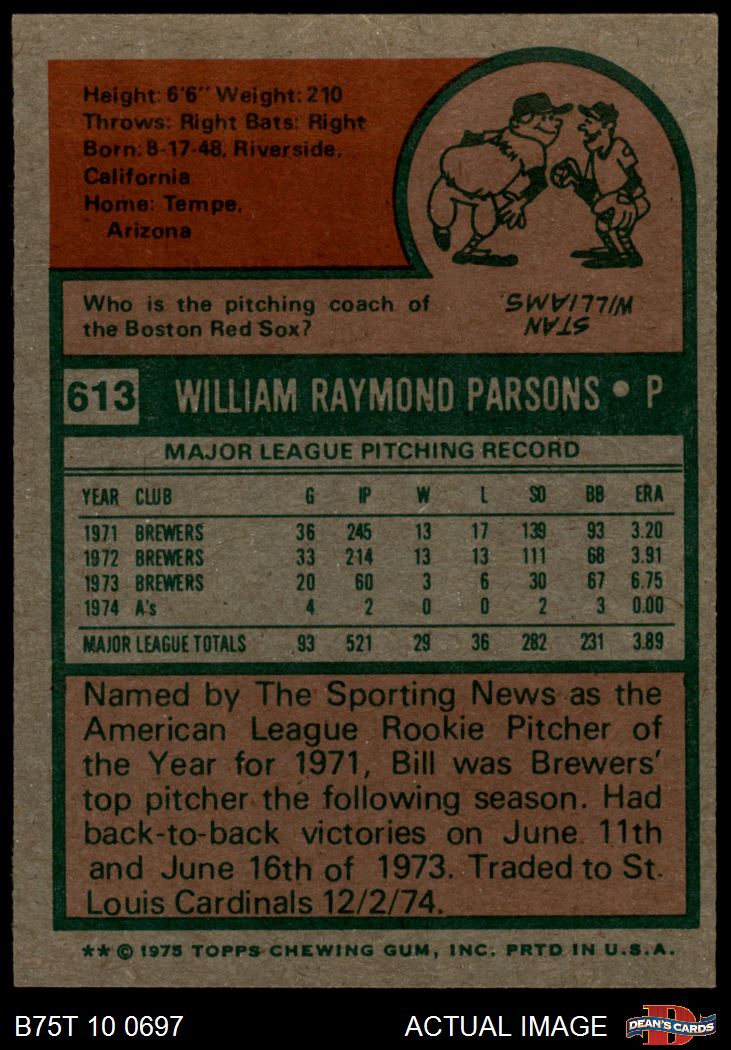 Height: 6'6" Weight: 210
Throws: Right Bats: Right
Born: 8-17-48, Riverside,
California
Home: Tempe,
Arizona
Who is the pitching coach of
the Boston Red Sox?
STAN
WILLIAMS
613 WILLIAM RAYMOND PARSONS • P
MAJOR LEAGUE PITCHING RECORD
YEAR CLUB G IP W L SO BB ERA
1971 BREWERS 36 245 13 17 139 93 3.20
1972 BREWERS 33 214 13 13 111 68 3.91
1973 BREWERS 20 60 3 6 30 67 6.75
1974 A's 4 2 0 0 2 3 0.00
MAJOR LEAGUE TOTALS 93 521 29 36 282 231 3.89
Named by The Sporting News as the
American League Rookie Pitcher of
the Year for 1971, Bill was Brewers'
top pitcher the following season. Had
back-to-back victories on June 11th
and June 16th of 1973. Traded to St.
Louis Cardinals 12/2/74.
** © 1975 TOPPS CHEWING GUM, INC. PRTD IN U.S.A.
B75T 10 0697 ACTUAL IMAGE DEAN'S CARDS